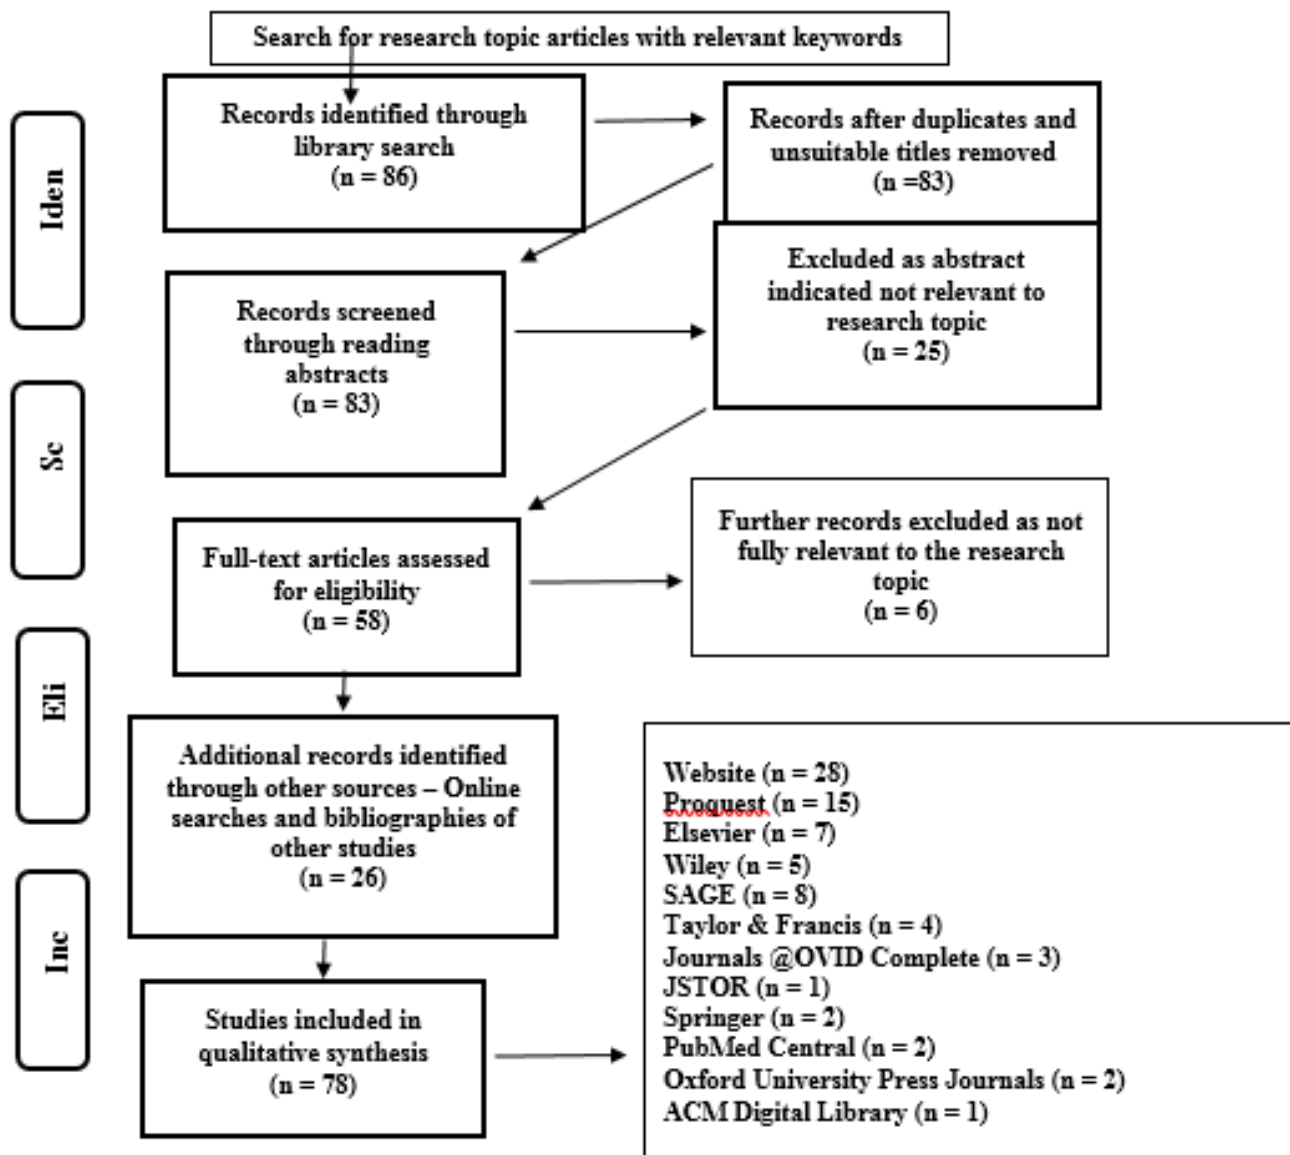 Search for research topic articles with relevant keywords
Records identified through
library search
(n = 86)
Records after duplicates and
unsuitable titles removed
(n =83)
Iden
Excluded as abstract
indicated not relevant to
research topic
(n = 25)
Records screened
through reading
abstracts
(n = 83)
Sc
Full-text articles assessed
for eligibility
(n = 58)
Further records excluded as not
fully relevant to the research
topic
(n = 6)
Eli
Additional records identified
through other sources – Online
searches and bibliographies of
other studies
(n = 26)
Inc
Studies included in
qualitative synthesis
(n = 78)
Website (n = 28)
Proquest (n = 15)
Elsevier (n = 7)
Wiley (n = 5)
SAGE (n = 8)
Taylor & Francis (n = 4)
Journals @OVID Complete (n = 3)
JSTOR (n = 1)
Springer (n = 2)
PubMed Central (n = 2)
Oxford University Press Journals (n = 2)
ACM Digital Library (n = 1)